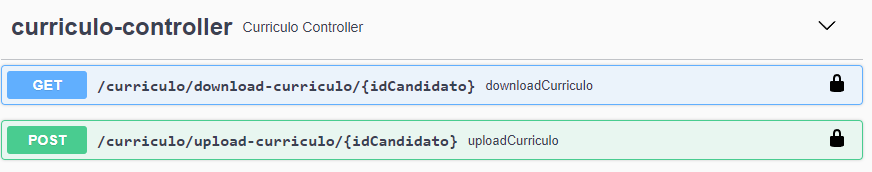 curriculo-controller Curriculo Controller
GET /curriculo/download-curriculo/{idCandidato} downloadCurriculo
POST /curriculo/upload-curriculo/{idCandidato} uploadCurriculo